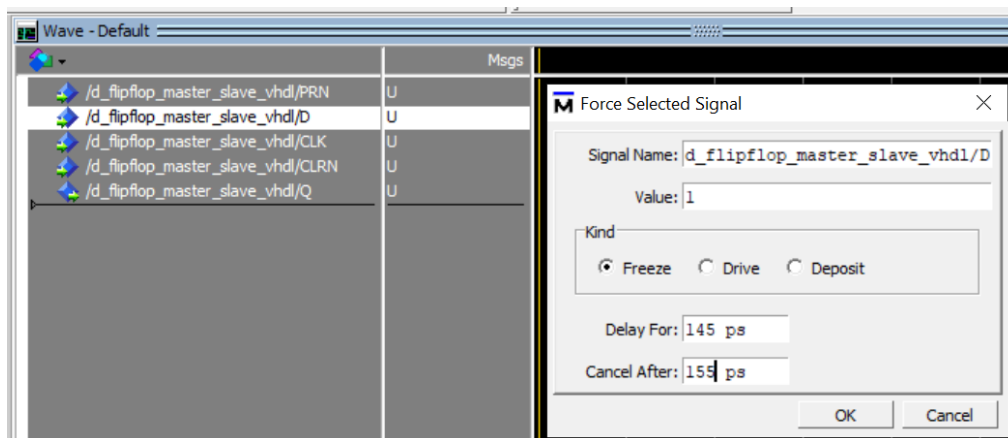 Wave - Default
Msgs
/d_flipflop_master_slave_vhdl/PRN U
/d_flipflop_master_slave_vhdl/D U
/d_flipflop_master_slave_vhdl/CLK U
/d_flipflop_master_slave_vhdl/CLRN U
/d_flipflop_master_slave_vhdl/Q U
M Force Selected Signal
Signal Name: d_flipflop_master_slave_vhdl/D
Value: 1
Kind
Freeze Drive Deposit
Delay For: 145 ps
Cancel After: 155 ps
OK Cancel